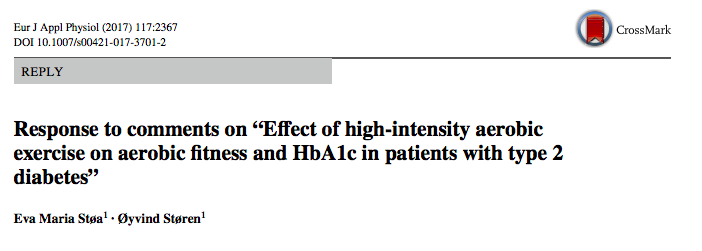 Eur J Appl Physiol (2017) 117:2367
DOI 10.1007/s00421-017-3701-2
CrossMark
REPLY
Response to comments on “Effect of high-intensity aerobic
exercise on aerobic fitness and HbA1c in patients with type 2
diabetes”
Eva Maria Støa¹ · Øyvind Støren¹